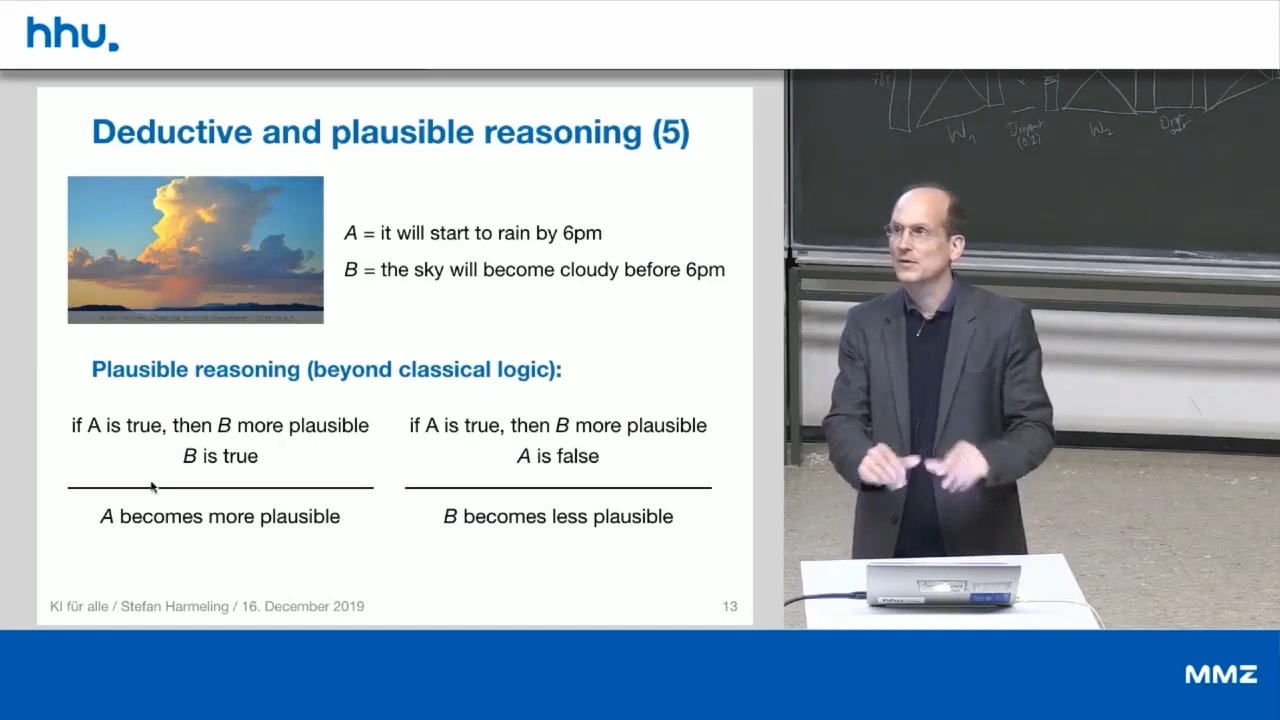 hhu.
Deductive and plausible reasoning (5)
A = it will start to rain by 6pm
B = the sky will become cloudy before 6pm
Plausible reasoning (beyond classical logic):
if A is true, then B more plausible
B is true
A becomes more plausible
if A is true, then B more plausible
A is false
B becomes less plausible
KI für alle / Stefan Harmeling / 16. December 2019
13
W1
Dropout
(0.2)
W2
MMZ